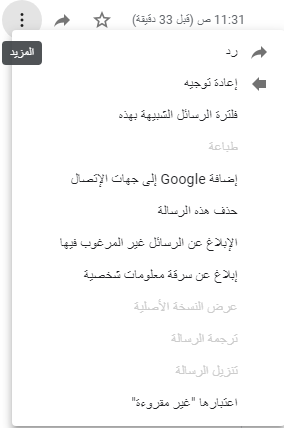 11:31 ص (قبل 33 دقيقة)
المزيد
رد
إعادة توجيه
فلترة الرسائل الشبيهة بهذه
طباعة
إضافة Google إلى جهات الإتصال
حذف هذه الرسالة
الإبلاغ عن الرسائل غير المرغوب فيها
إبلاغ عن سرقة معلومات شخصية
عرض النسخة الأصلية
ترجمة الرسالة
تنزيل الرسالة
اعتبارها "غير مقروءة"